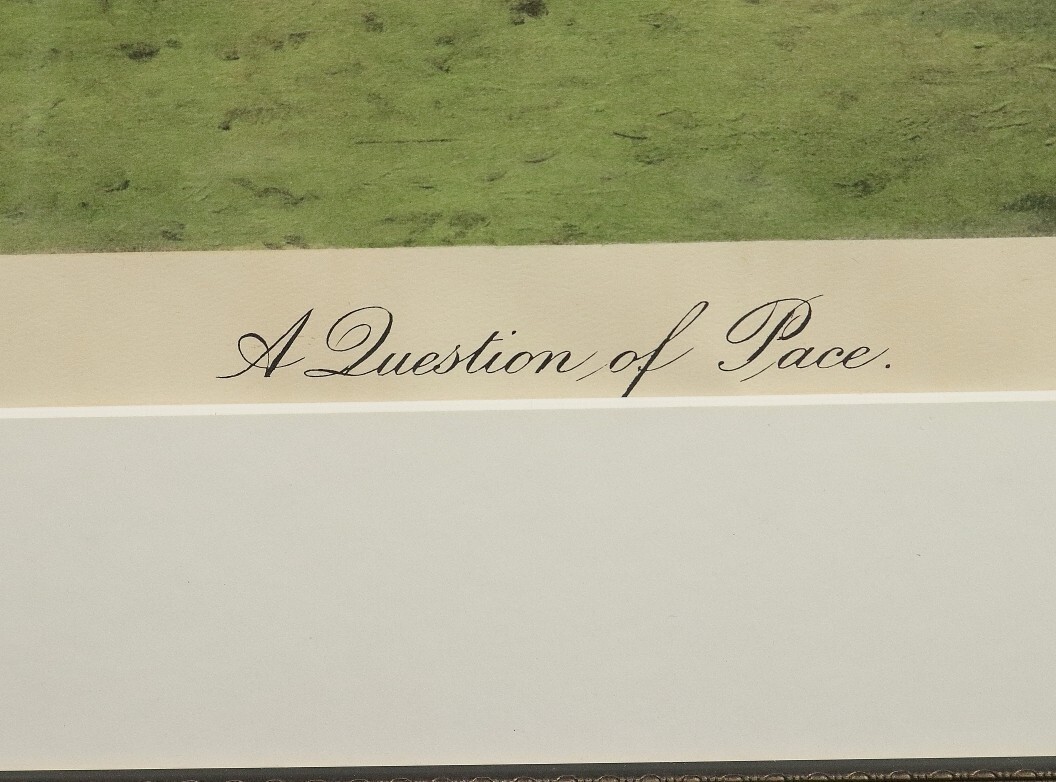 A Question of Pace.